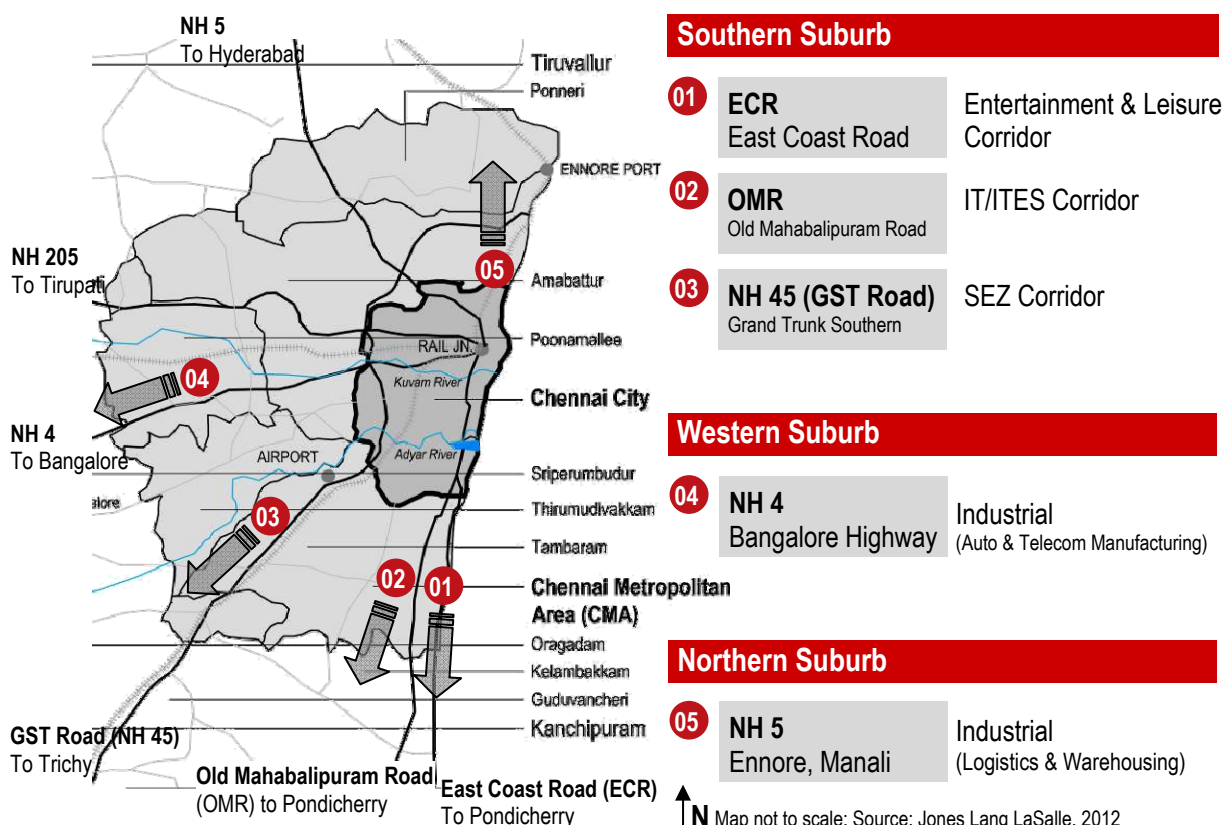 NH 5
To Hyderabad
Tiruvallur
Ponneri
ENNORE PORT
05
NH 205
To Tirupati
Amabattur
Poonamallee
RAIL JN.
04
Kuvam River
Chennai City
NH 4
To Bangalore
AIRPORT
Adyar River
Sriperumbudur
Thirumudivakkam
03
Tambaram
02
01
Chennai Metropolitan
Area (CMA)
Oragadam
Kelambakkam
Guduvancheri
Kanchipuram
GST Road (NH 45)
To Trichy
Old Mahabalipuram Road
(OMR) to Pondicherry
East Coast Road (ECR)
To Pondicherry
Southern Suburb
01
ECR
East Coast Road
Entertainment & Leisure
Corridor
02
OMR
Old Mahabalipuram Road
IT/ITES Corridor
03
NH 45 (GST Road)
Grand Trunk Southern
SEZ Corridor
Western Suburb
04
NH 4
Bangalore Highway
Industrial
(Auto & Telecom Manufacturing)
Northern Suburb
05
NH 5
Ennore, Manali
Industrial
(Logistics & Warehousing)
N Map not to scale; Source: Jones Lang LaSalle, 2012